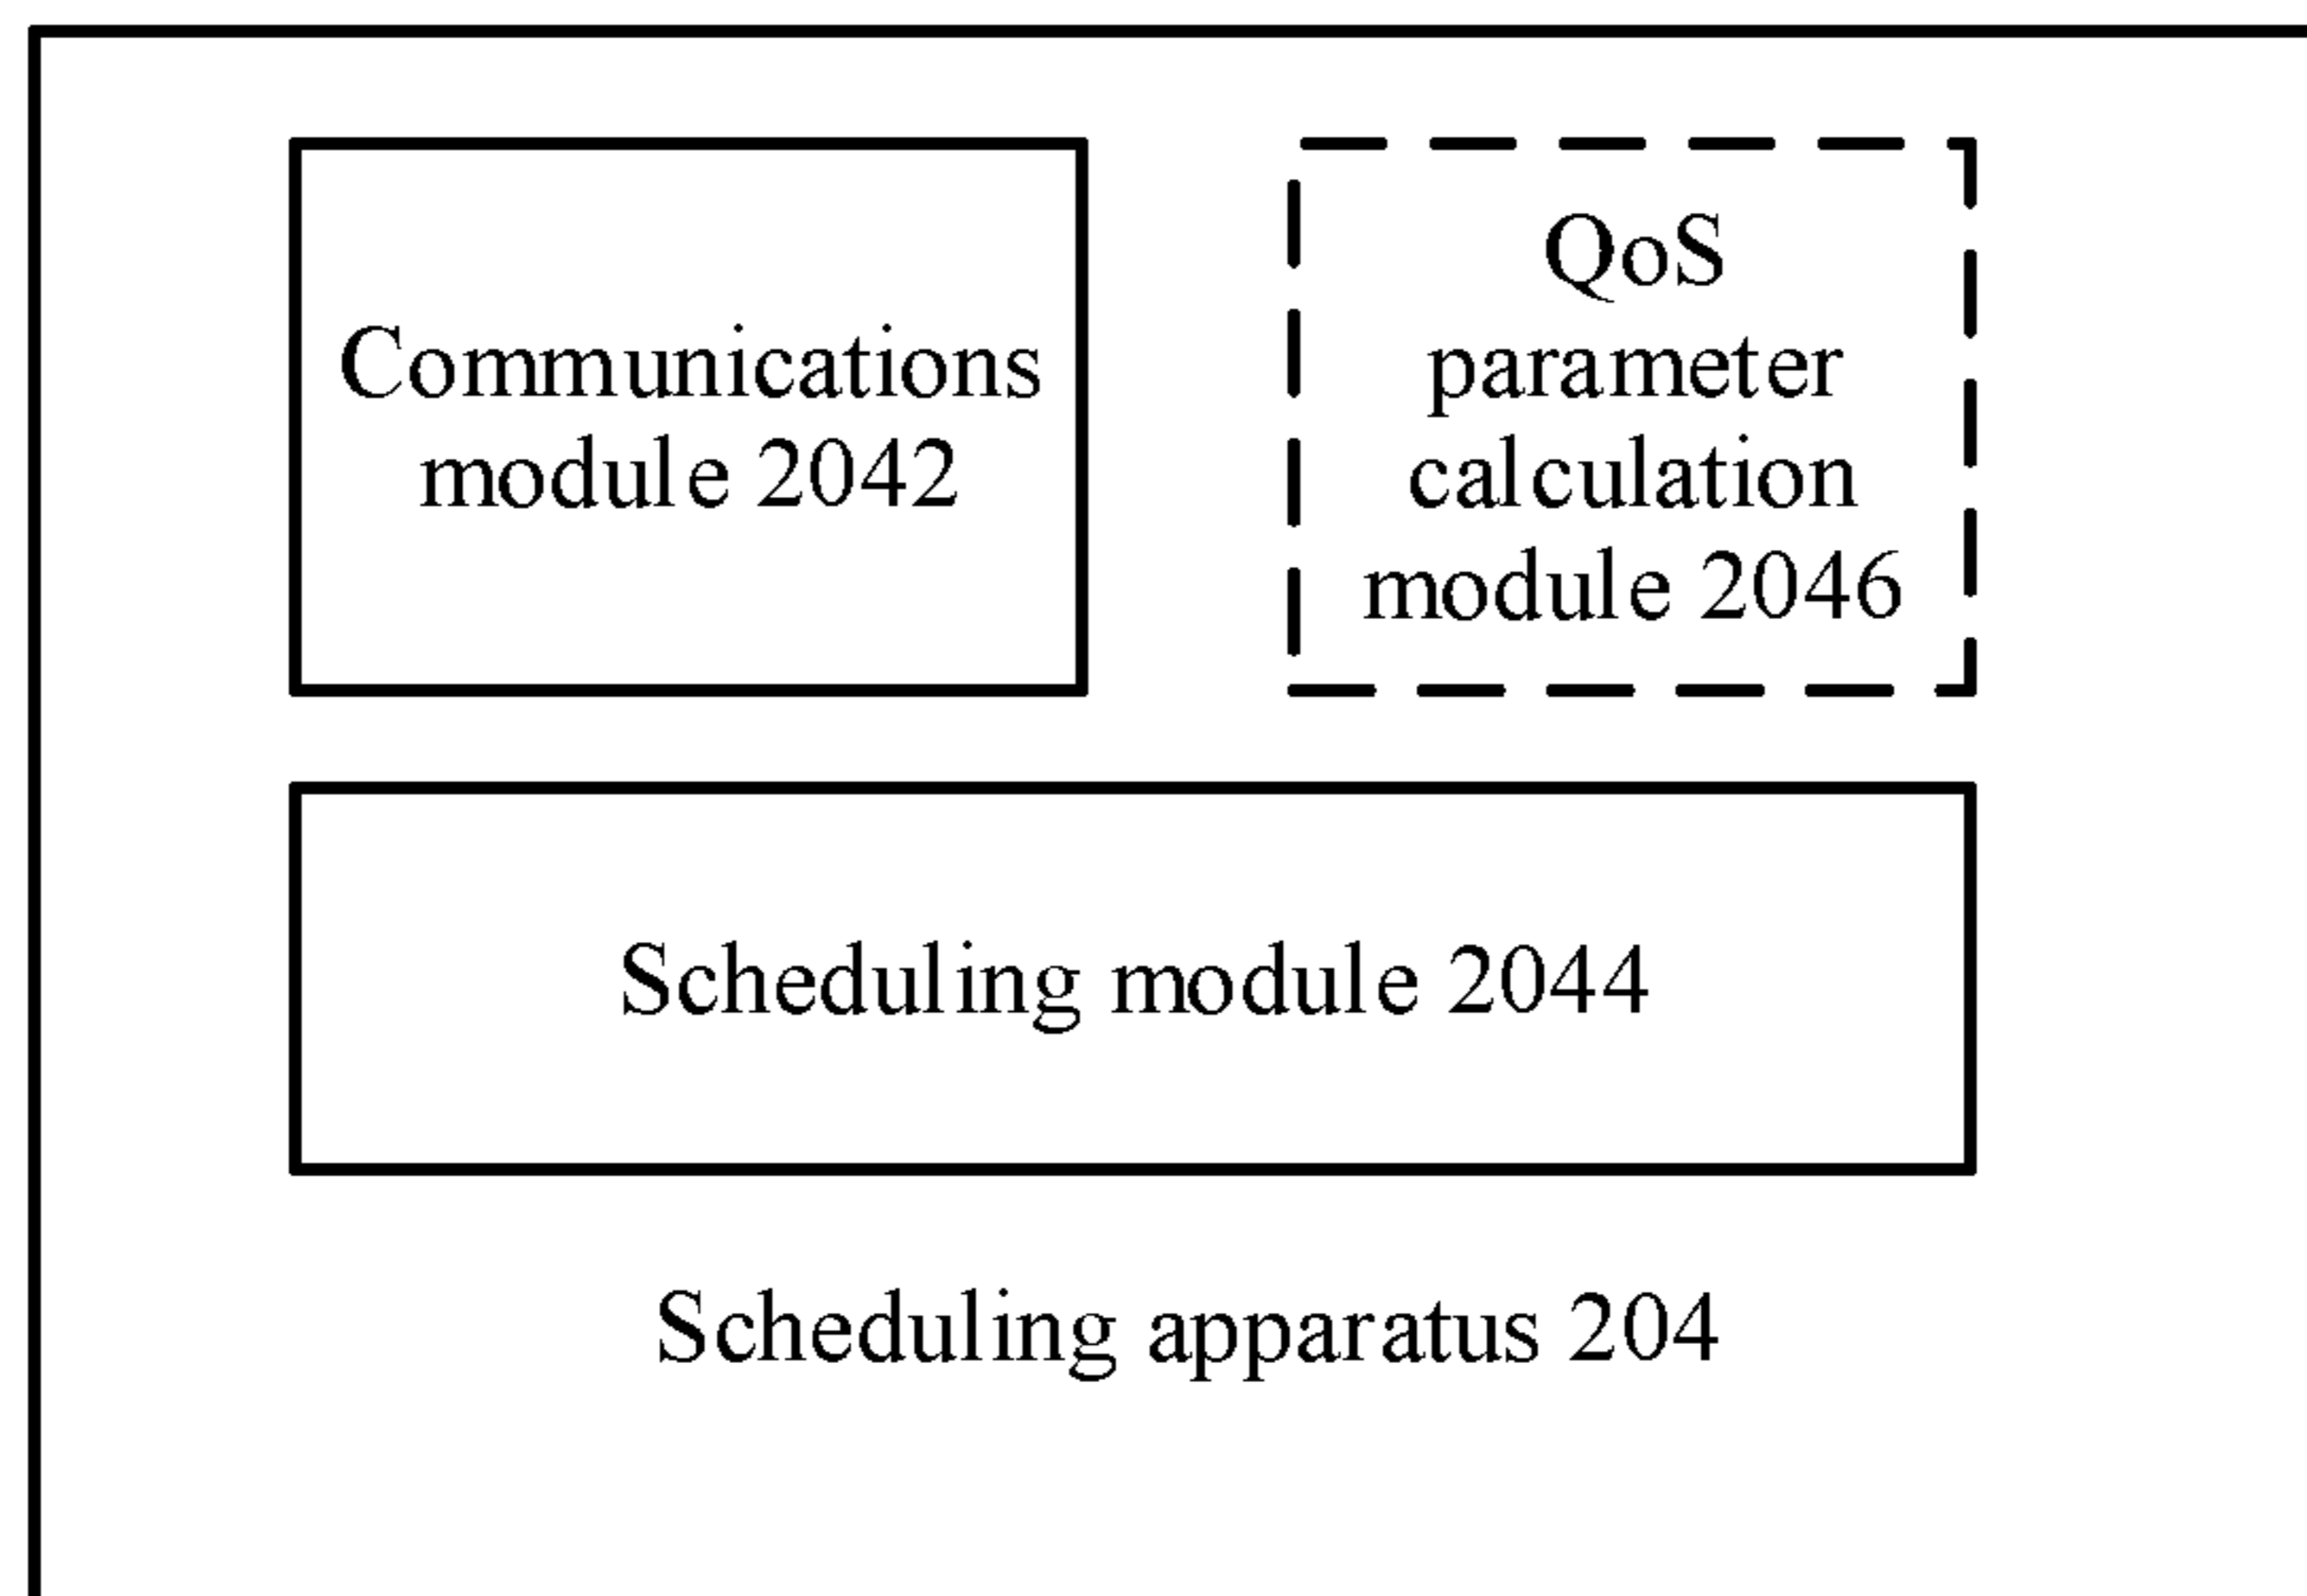 Communications
module 2042
QoS
parameter
calculation
module 2046
Scheduling module 2044
Scheduling apparatus 204